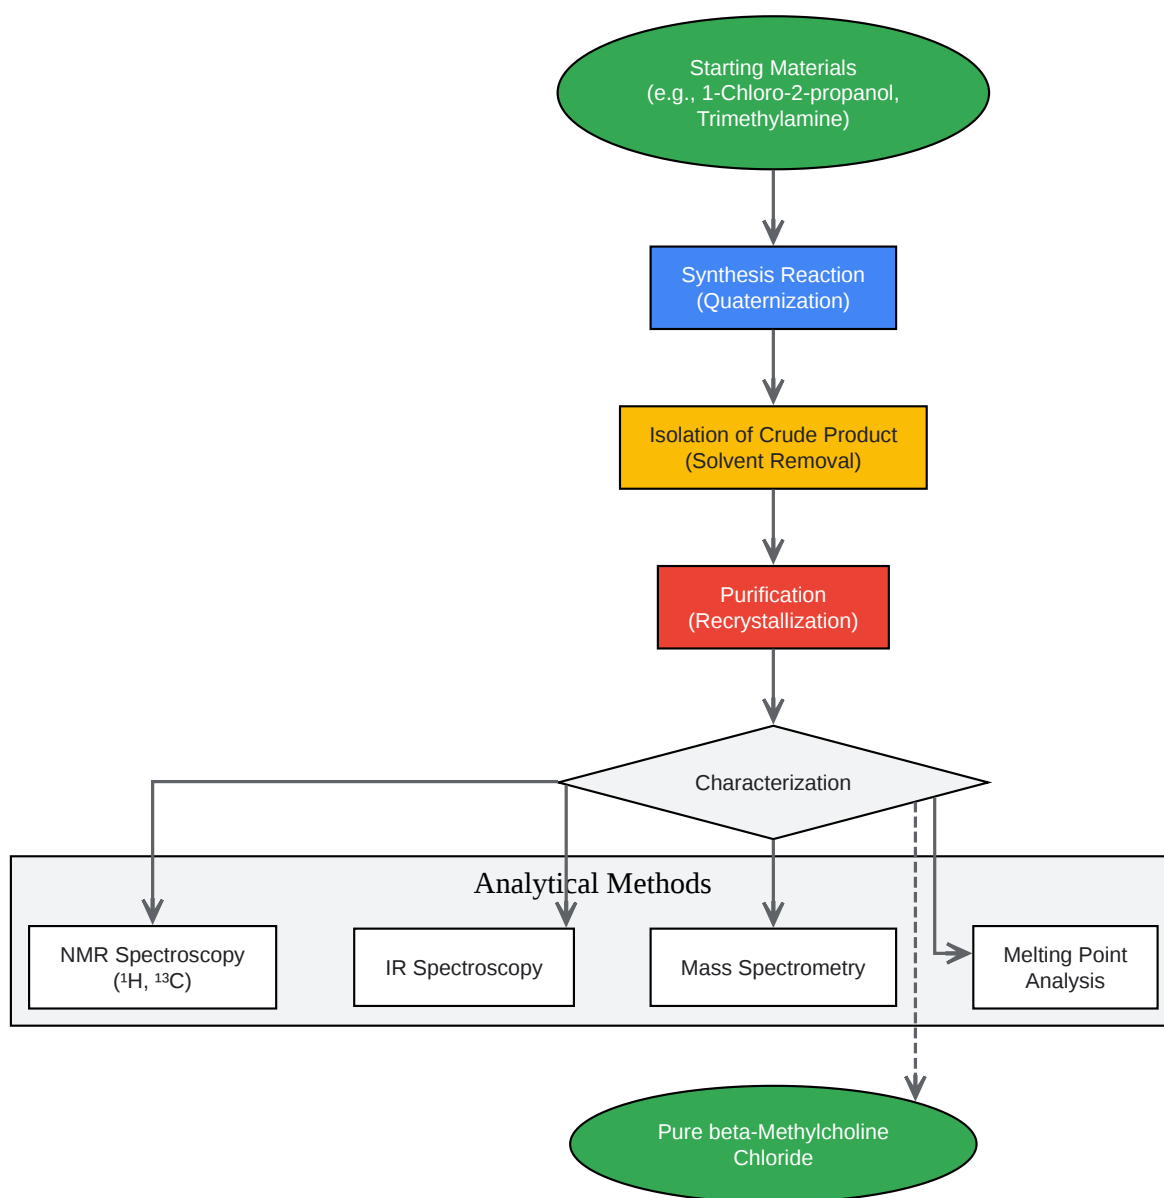 Starting Materials
(e.g., 1-Chloro-2-propanol,
Trimethylamine)
Synthesis Reaction
(Quaternization)
Isolation of Crude Product
(Solvent Removal)
Purification
(Recrystallization)
Characterization
Analytical Methods
NMR Spectroscopy
(¹H, ¹³C)
IR Spectroscopy
Mass Spectrometry
Melting Point
Analysis
Pure beta-Methylcholine
Chloride